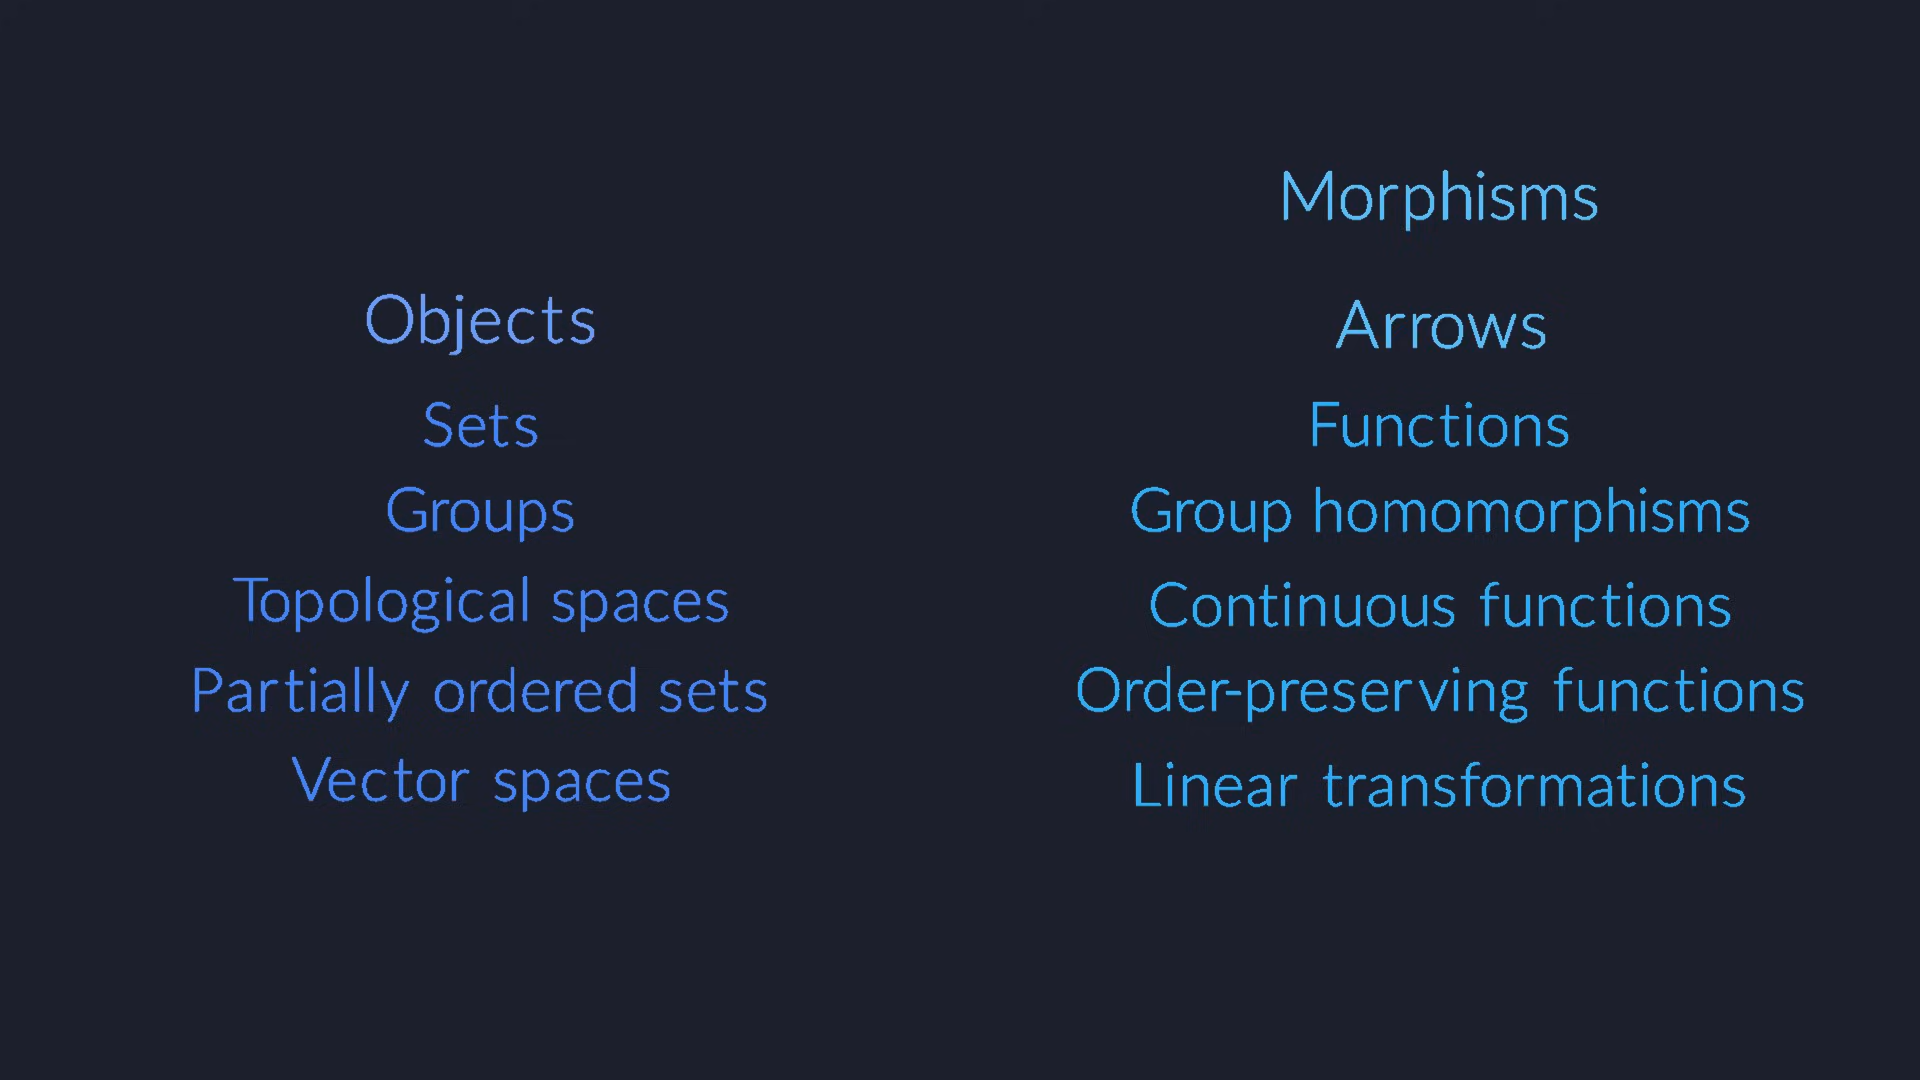 Objects
Sets
Groups
Topological spaces
Partially ordered sets
Vector spaces
Morphisms
Arrows
Functions
Group homomorphisms
Continuous functions
Order-preserving functions
Linear transformations